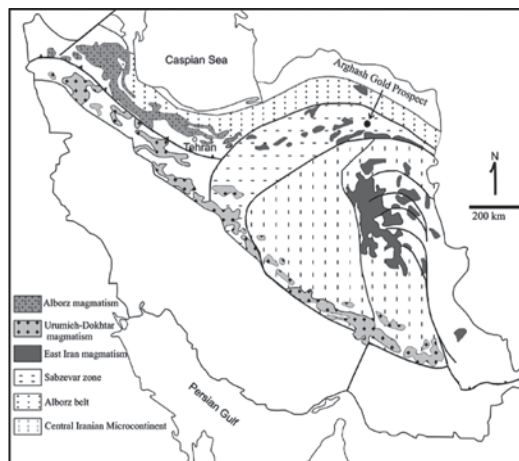 Caspian Sea
Arghash Gold Prospect
Tehran
N
200 km
Alborz magmatism
Urumich-Dokhtar
magmatism
East Iran magmatism
Sabzevar zone
Alborz belt
Central Iranian Microcontinent
Persian Gulf